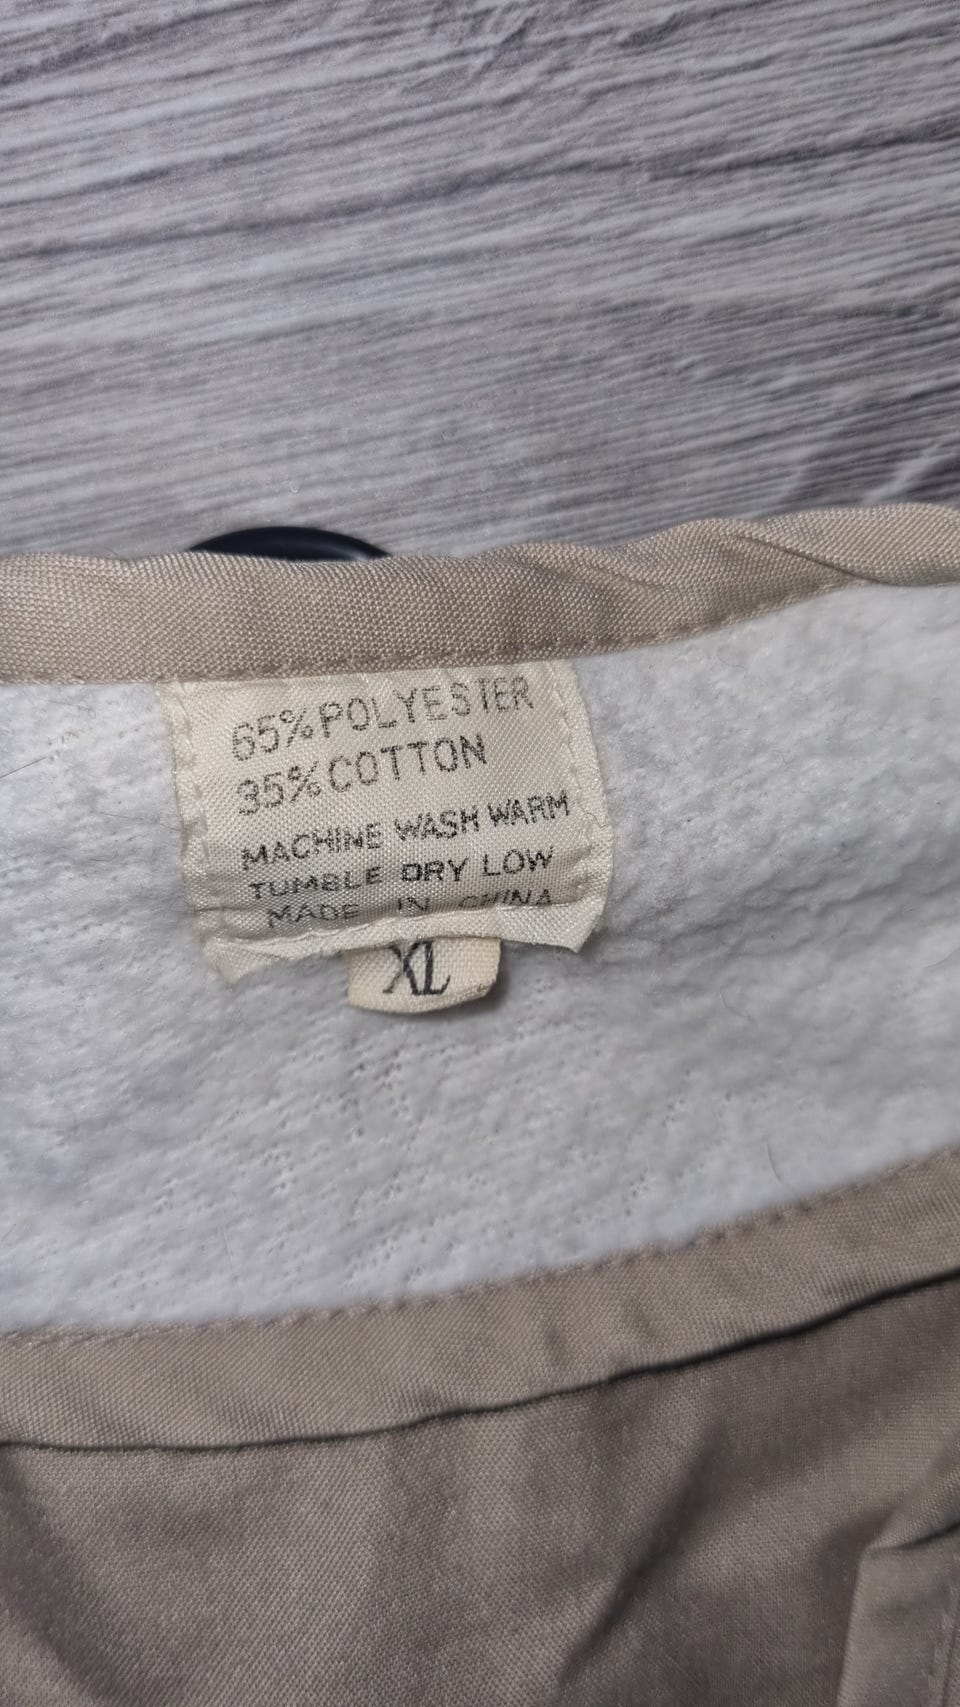 65%POLYESTER
35%COTTON
MACHINE WASH WARM
TUMBLE DRY LOW
MADE IN CHINA
XL